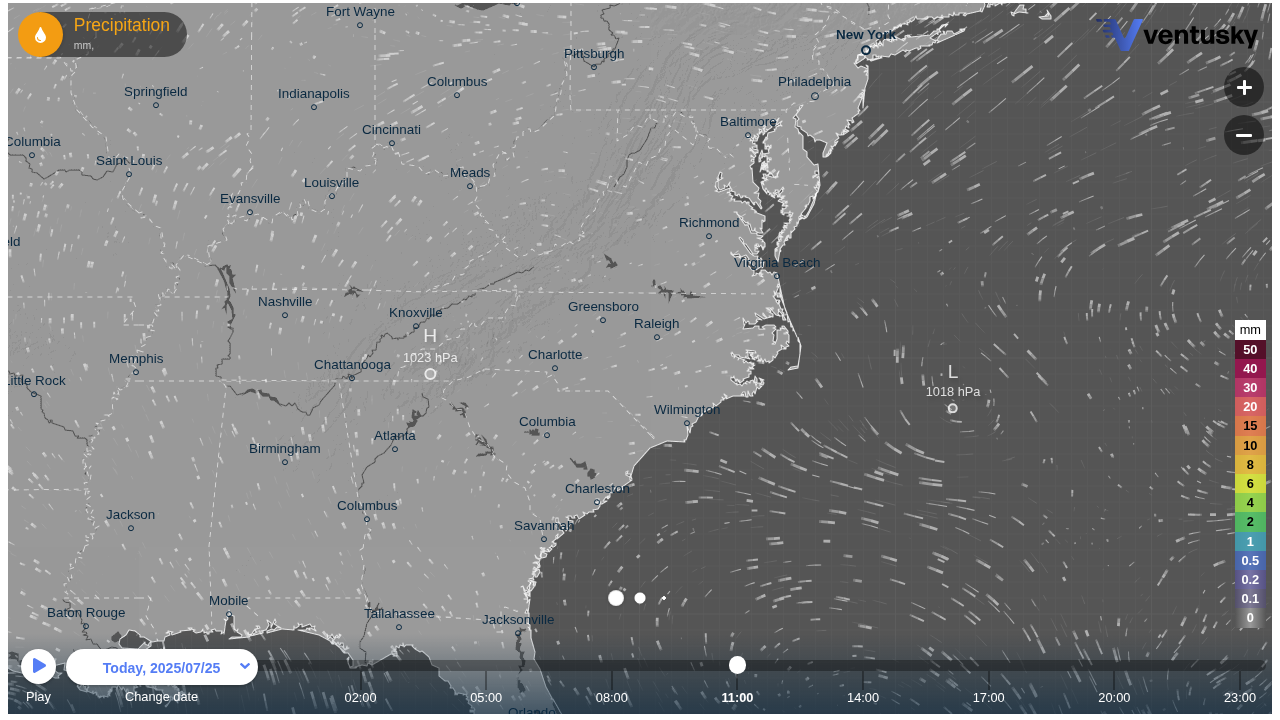 Precipitation
mm,
ventusky
Fort Wayne
New York
Pittsburgh
Columbus
Philadelphia
Springfield
Indianapolis
Baltimore
Cincinnati
Columbia
Saint Louis
Meads
Louisville
Evansville
Richmond
eld
Virginia Beach
Nashville
Knoxville
Greensboro
Raleigh
H
1023 hPa
Memphis
Charlotte
Chattanooga
L
1018 hPa
Little Rock
Wilmington
Columbia
Atlanta
Birmingham
Charleston
Columbus
Jackson
Savannah
Mobile
Baton Rouge
Tallahassee
Jacksonville
Orlando
mm
50
40
30
20
15
10
8
6
4
2
1
0.5
0.2
0.1
0
Today, 2025/07/25
Play
Change date
02:00
05:00
08:00
11:00
14:00
17:00
20:00
23:00